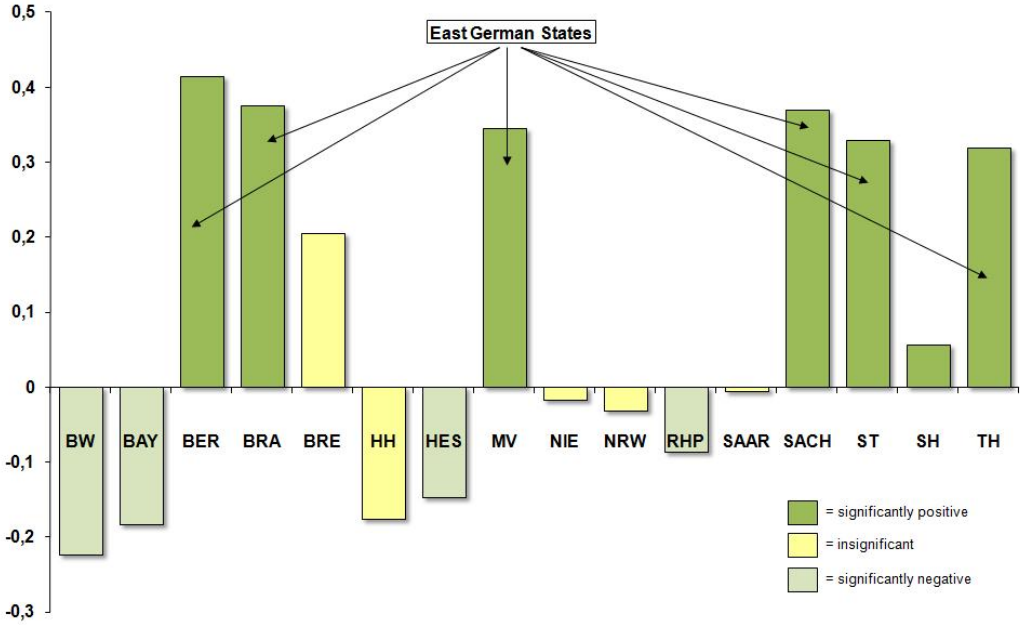 0,5
East German States
0,4
0,3
0,2
0,1
0
BW BAY BER BRA BRE HH HES MV NIE NRW RHP SAAR SACH ST SH TH
-0,1
= significantly positive
-0,2
= insignificant
= significantly negative
-0,3